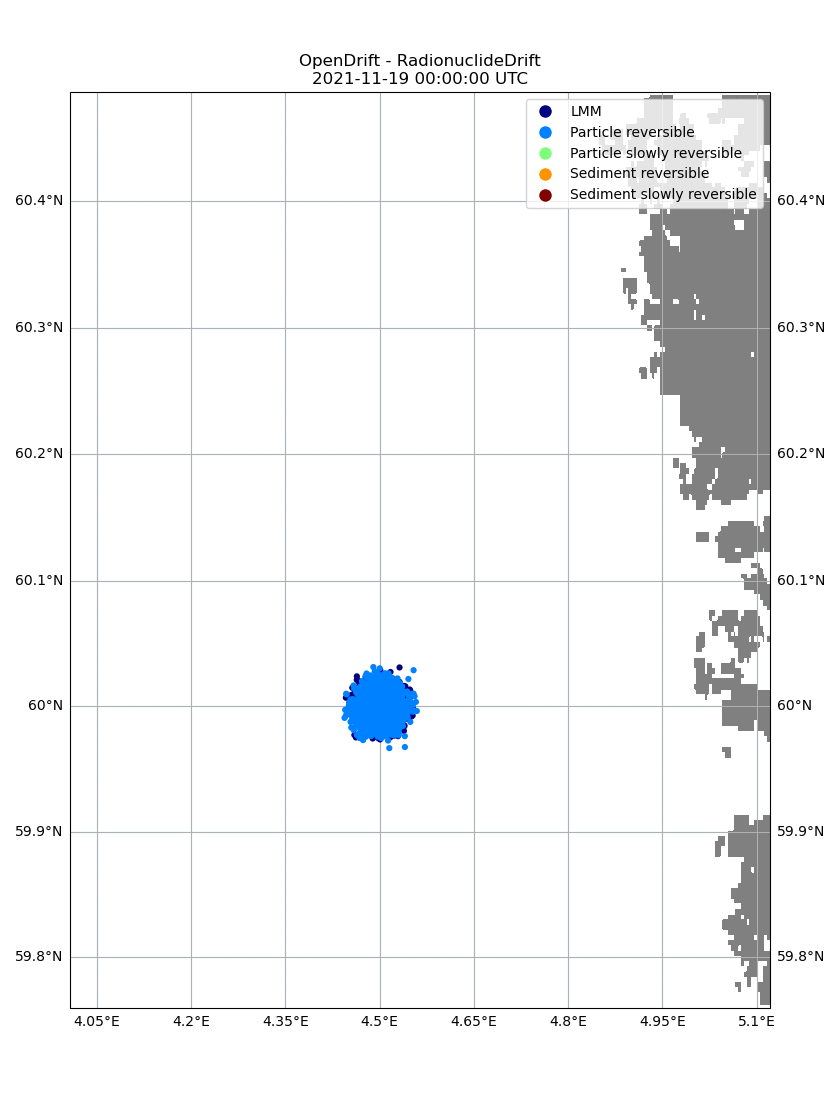 OpenDrift - RadionuclideDrift
2021-11-19 00:00:00 UTC
LMM
Particle reversible
Particle slowly reversible
Sediment reversible
Sediment slowly reversible
60.4°N 60.4°N
60.3°N 60.3°N
60.2°N 60.2°N
60.1°N 60.1°N
60°N 60°N
59.9°N 59.9°N
59.8°N 59.8°N
4.05°E 4.2°E 4.35°E 4.5°E 4.65°E 4.8°E 4.95°E 5.1°E